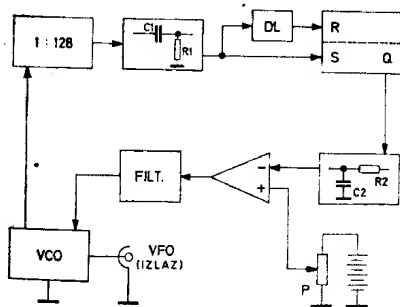 1:128
C1
R1
DL
R
S
Q
R2
C2
-
+
FILT.
VCO
VFO
(IZLAZ)
P